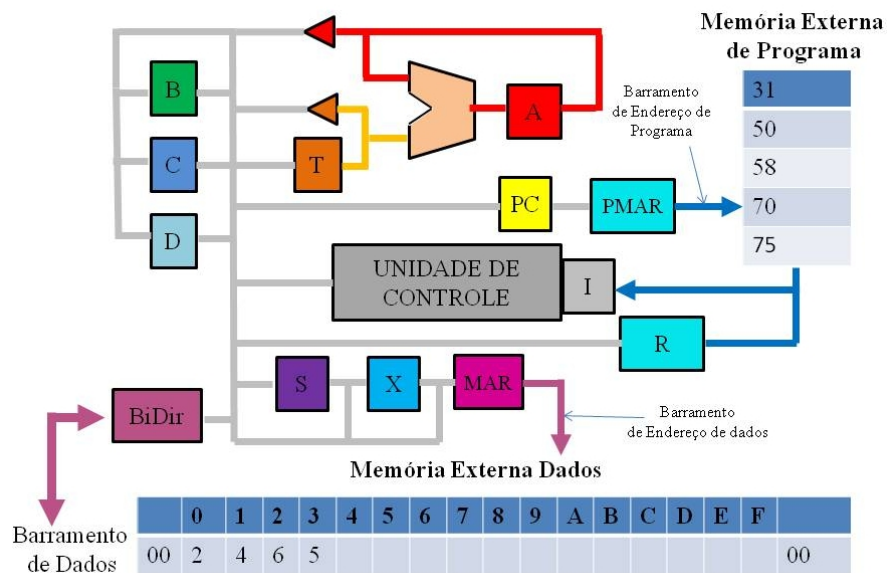 Memória Externa
de Programa
Barramento
de Endereço de
Programa
31
50
58
70
75
B
A
C
T
D
PC
PMAR
UNIDADE DE
CONTROLE
I
R
S
X
MAR
BiDir
Barramento
de Endereço de dados
Memória Externa Dados
Barramento
de Dados
0 1 2 3 4 5 6 7 8 9 A B C D E F
00 2 4 6 5 00